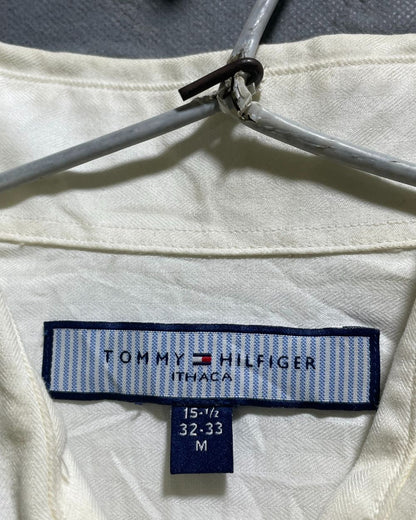 TOMMY HILFIGER
ITHACA
15-1/2
32-33
M